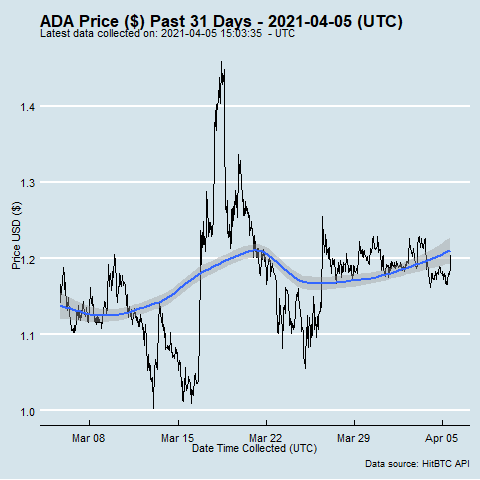 ADA Price ($) Past 31 Days - 2021-04-05 (UTC)
Latest data collected on: 2021-04-05 15:03:35 - UTC
Price USD ($)
1.4
1.3
1.2
1.1
1.0
Mar 08
Mar 15
Mar 22
Mar 29
Apr 05
Date Time Collected (UTC)
Data source: HitBTC API